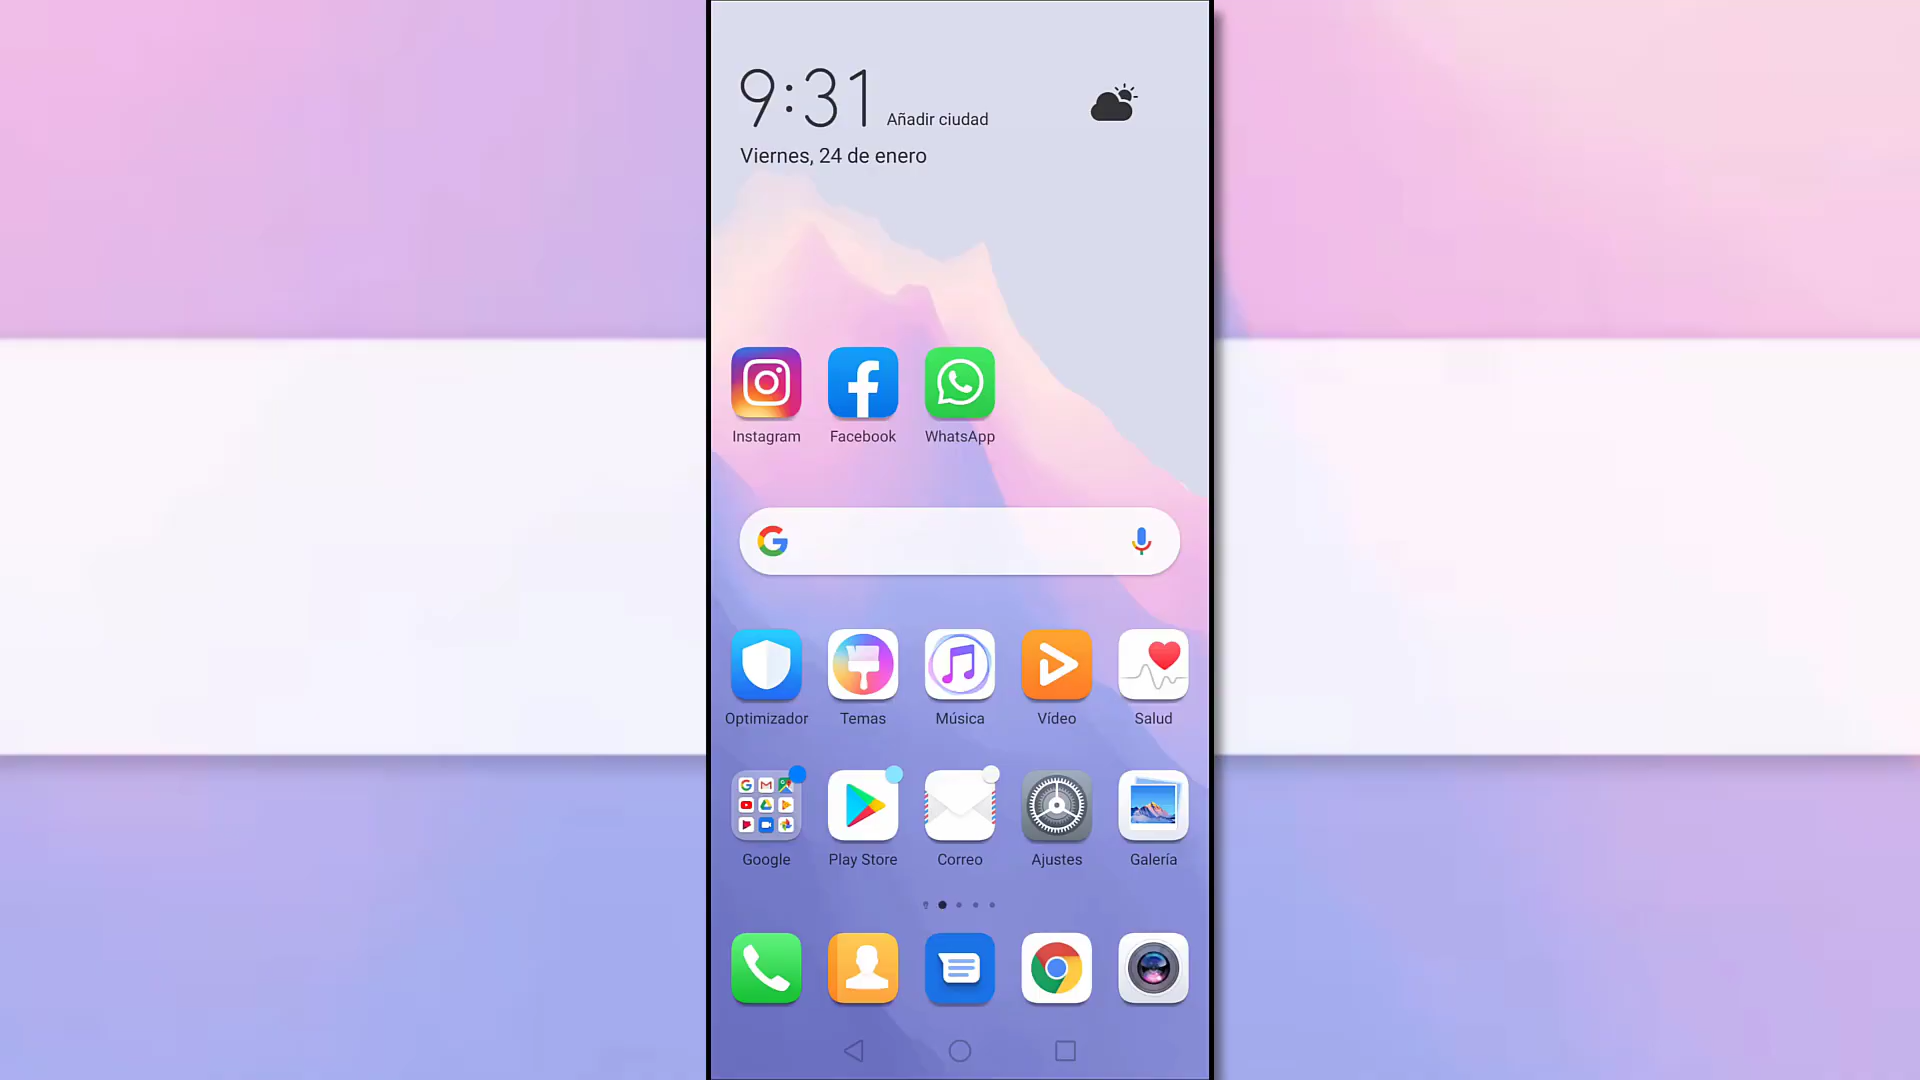 9:31 Añadir ciudad
Viernes, 24 de enero
Instagram Facebook WhatsApp
Optimizador Temas Música Vídeo Salud
Google Play Store Correo Ajustes Galería